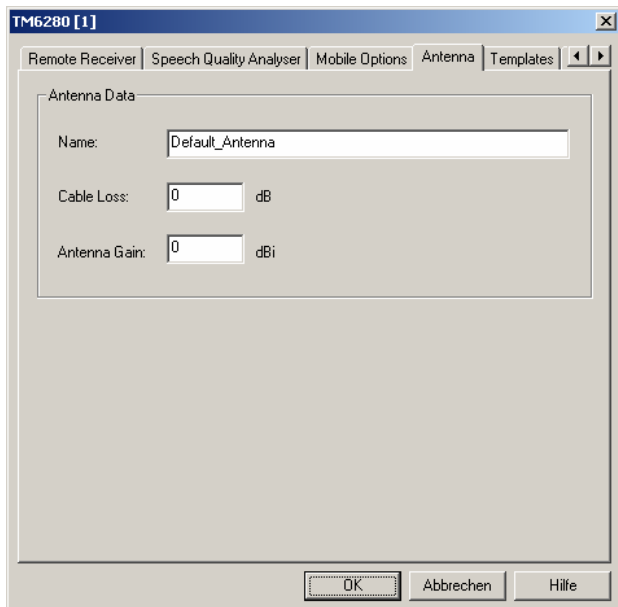 TM6280 [1]
Remote Receiver Speech Quality Analyser Mobile Options Antenna Templates
Antenna Data
Name: Default_Antenna
Cable Loss: 0 dB
Antenna Gain: 0 dBi
OK Abbrechen Hilfe